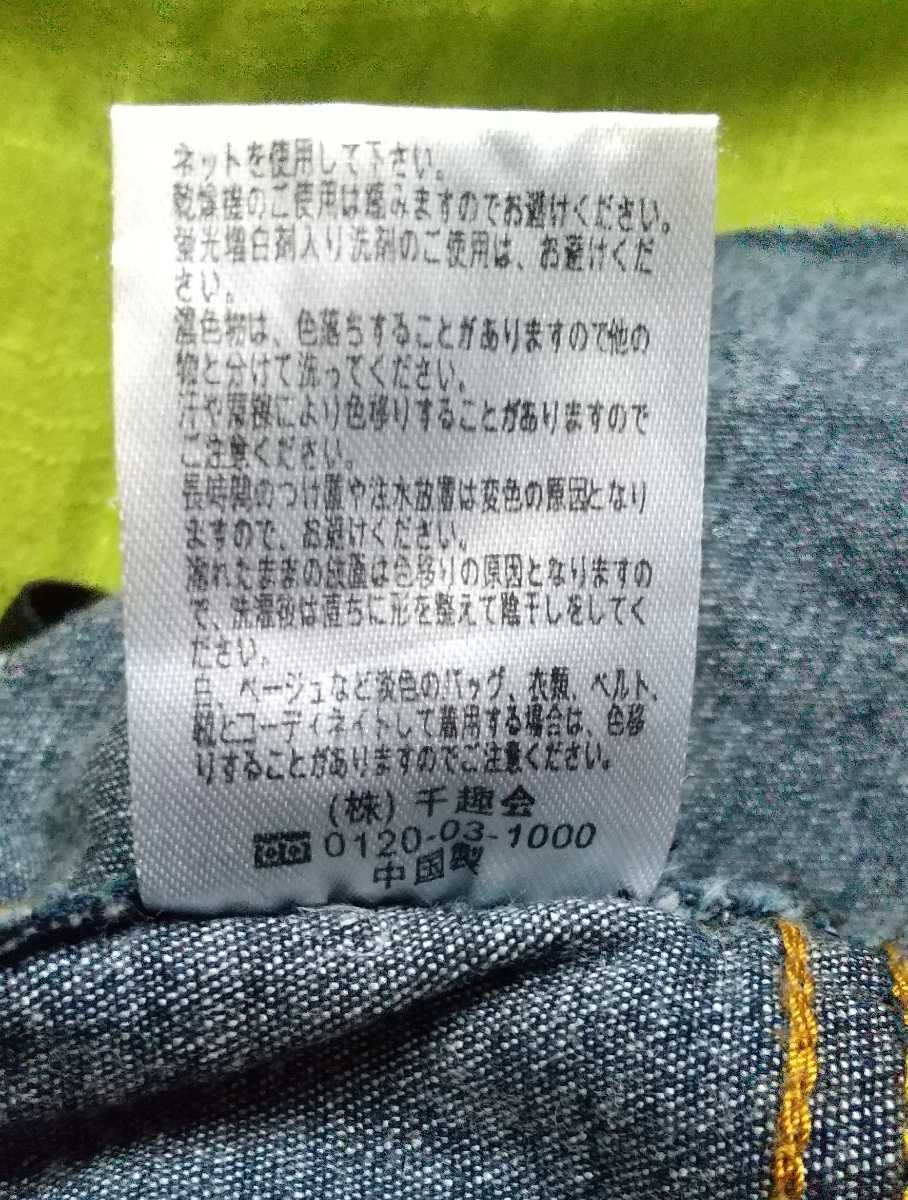 ネットを使用して下さい。
乾燥機のご使用は縮みますのでお避けください。
蛍光増白剤入り洗剤のご使用は、お避けくだ
さい。
濃色物は、色落ちすることがありますので他の
物と分けて洗ってください。
汗や摩擦により色移りすることがありますので
ご注意ください。
長時間のつけ置や注水放置は変色の原因となり
ますので、お避けください。
濡れたままの放置は色移りの原因となりますの
で、洗濯後は直ちに形を整えて陰干しをしてく
ださい。
白、ベージュなど淡色のバッグ、衣類、ベルト、
靴とコーディネイトして着用する場合は、色移
りすることがありますのでご注意ください。
(株)千趣会
0120-03-1000
中国製